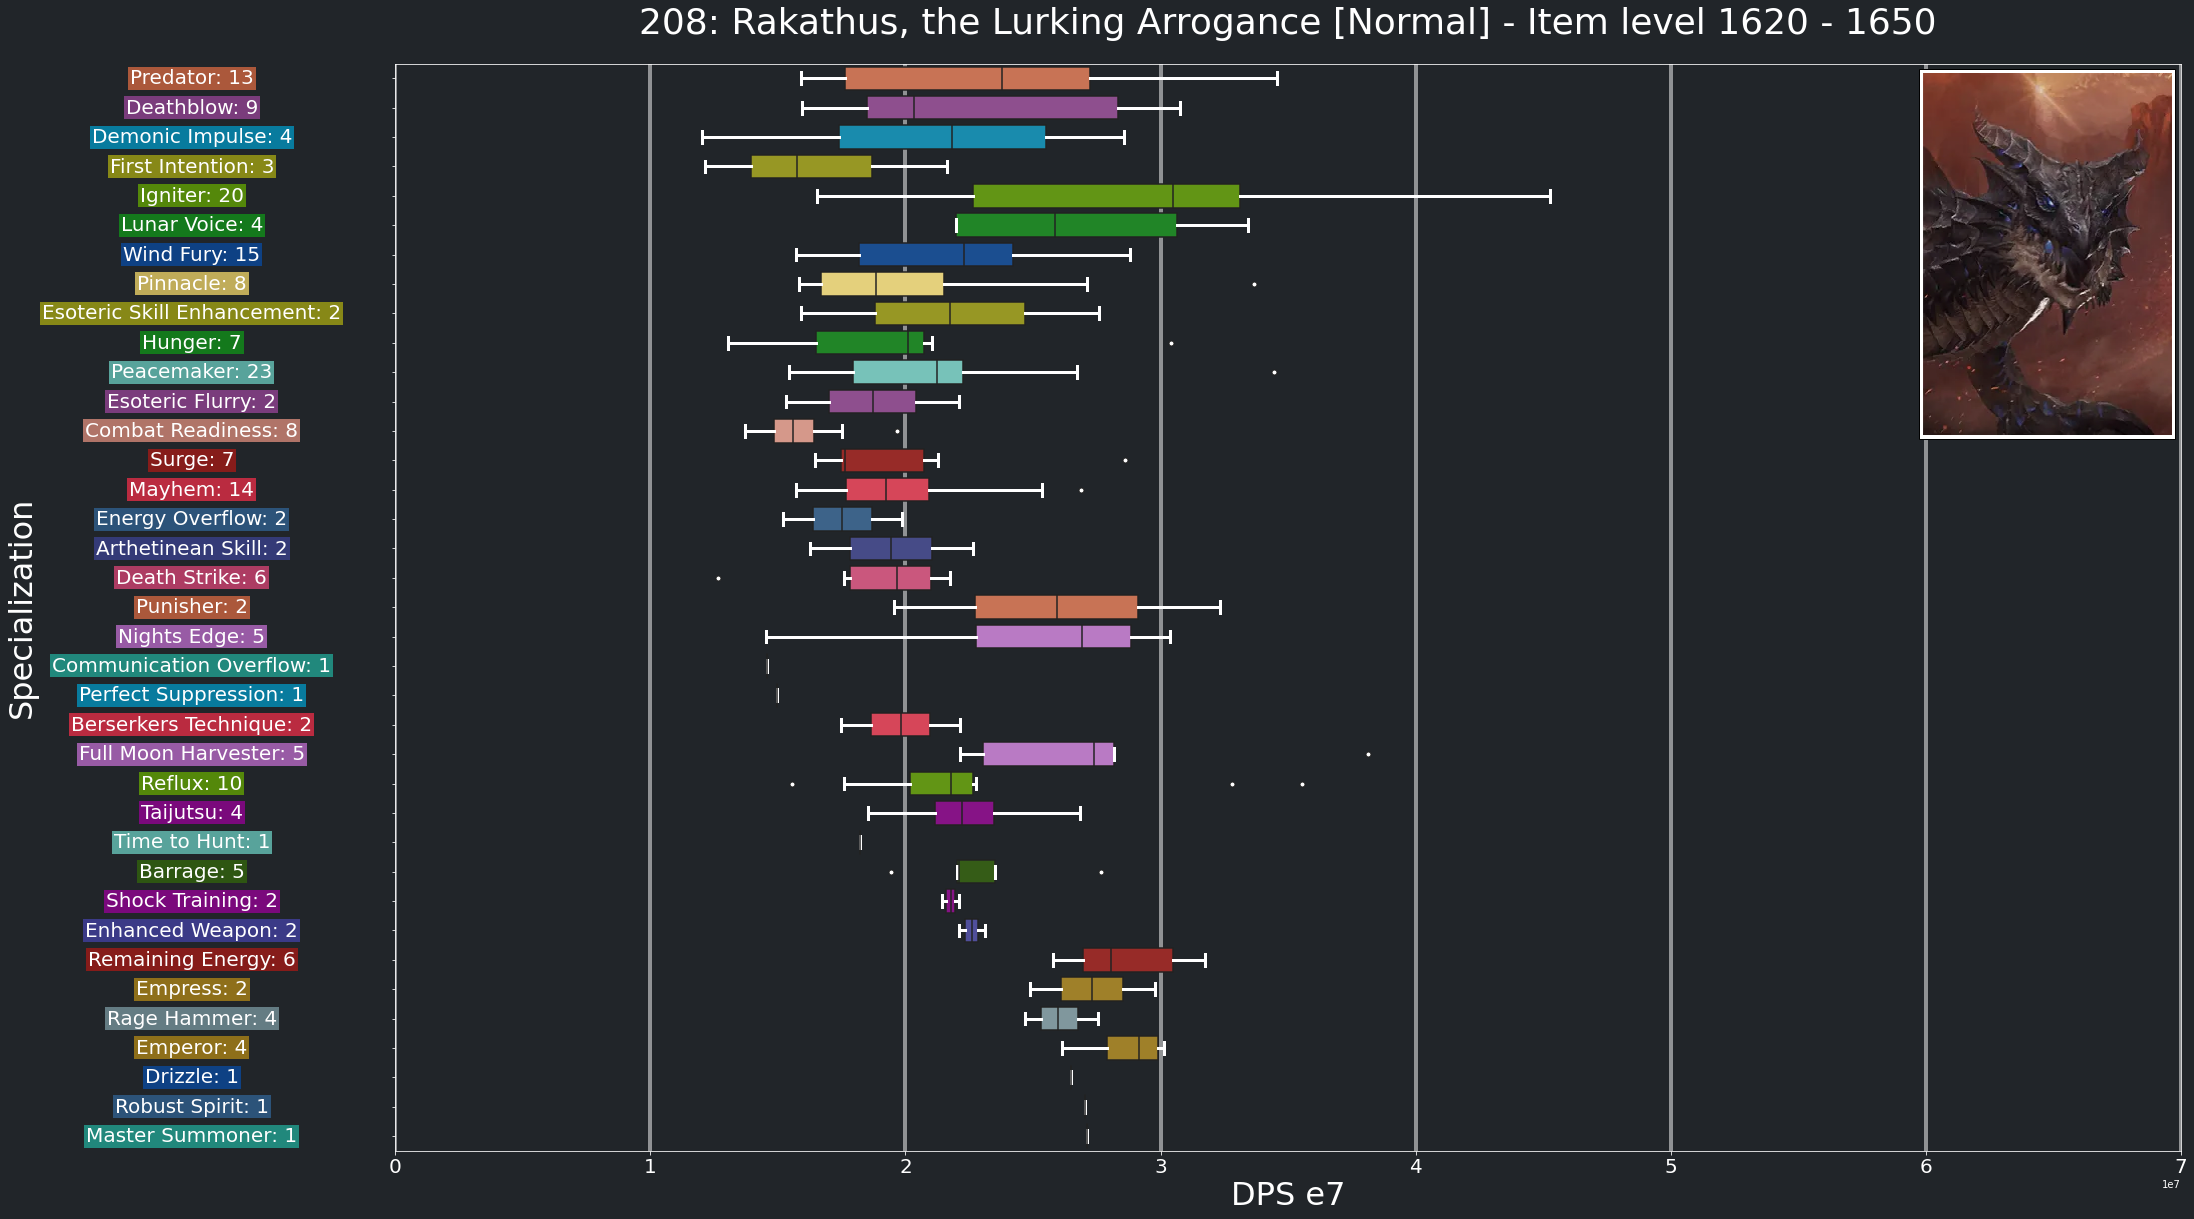 208: Rakathus, the Lurking Arrogance [Normal] - Item level 1620 - 1650
Predator: 13
Deathblow: 9
Demonic Impulse: 4
First Intention: 3
Igniter: 20
Lunar Voice: 4
Wind Fury: 15
Pinnacle: 8
Esoteric Skill Enhancement: 2
Hunger: 7
Peacemaker: 23
Esoteric Flurry: 2
Combat Readiness: 8
Surge: 7
Mayhem: 14
Energy Overflow: 2
Arthetinean Skill: 2
Death Strike: 6
Punisher: 2
Nights Edge: 5
Communication Overflow: 1
Perfect Suppression: 1
Berserkers Technique: 2
Full Moon Harvester: 5
Reflux: 10
Taijutsu: 4
Time to Hunt: 1
Barrage: 5
Shock Training: 2
Enhanced Weapon: 2
Remaining Energy: 6
Empress: 2
Rage Hammer: 4
Emperor: 4
Drizzle: 1
Robust Spirit: 1
Master Summoner: 1
Specialization
0 1 2 3 4 5 6 7
1e7
DPS e7